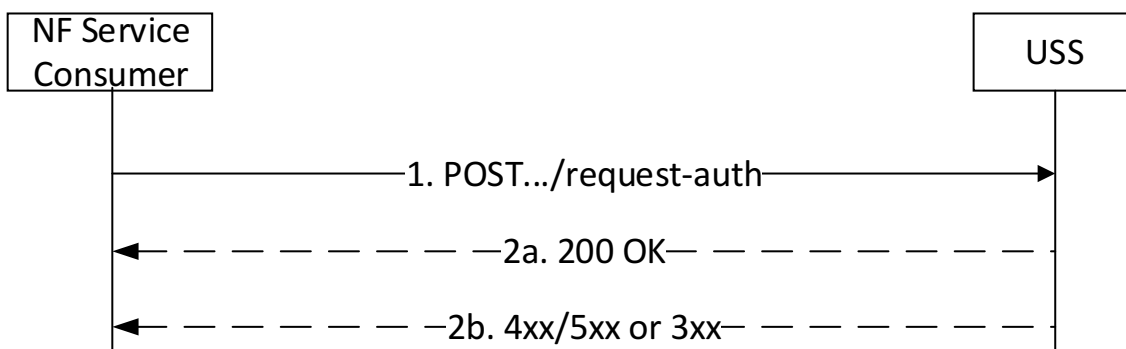 NF Service
Consumer
USS
1. POST.../request-auth
2a. 200 OK
2b. 4xx/5xx or 3xx